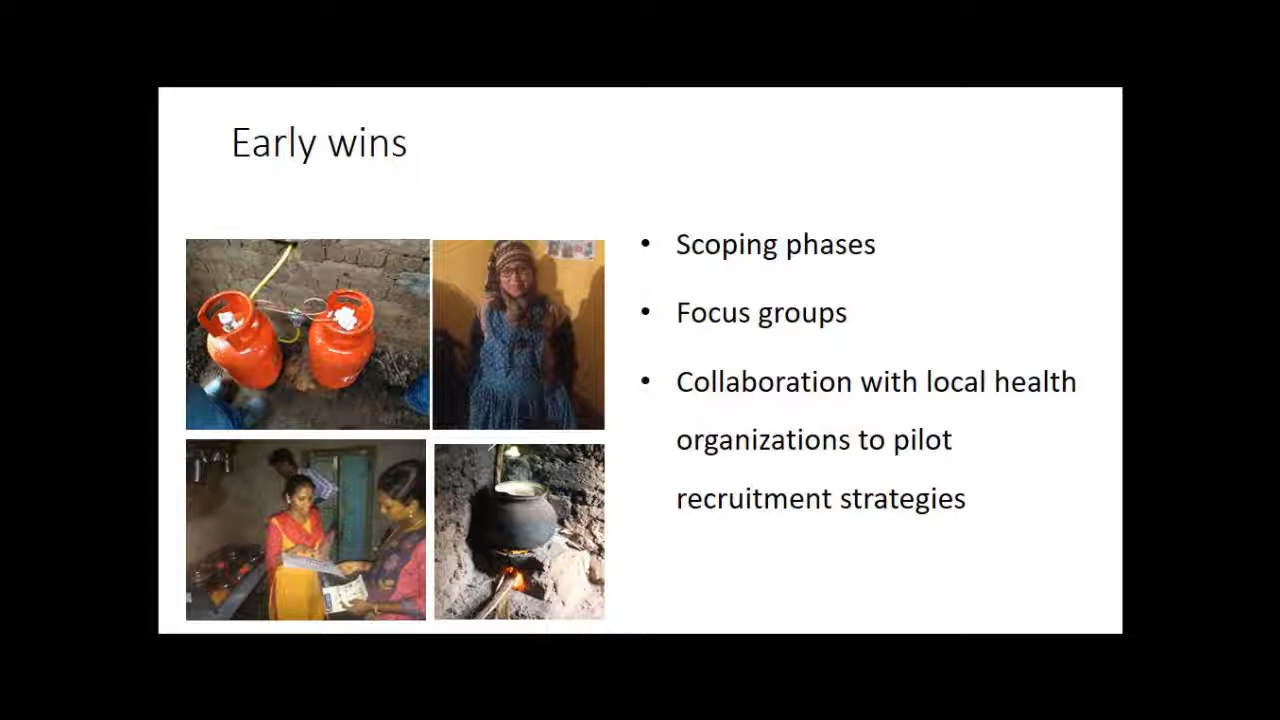 Early wins
• Scoping phases
• Focus groups
• Collaboration with local health
organizations to pilot
recruitment strategies